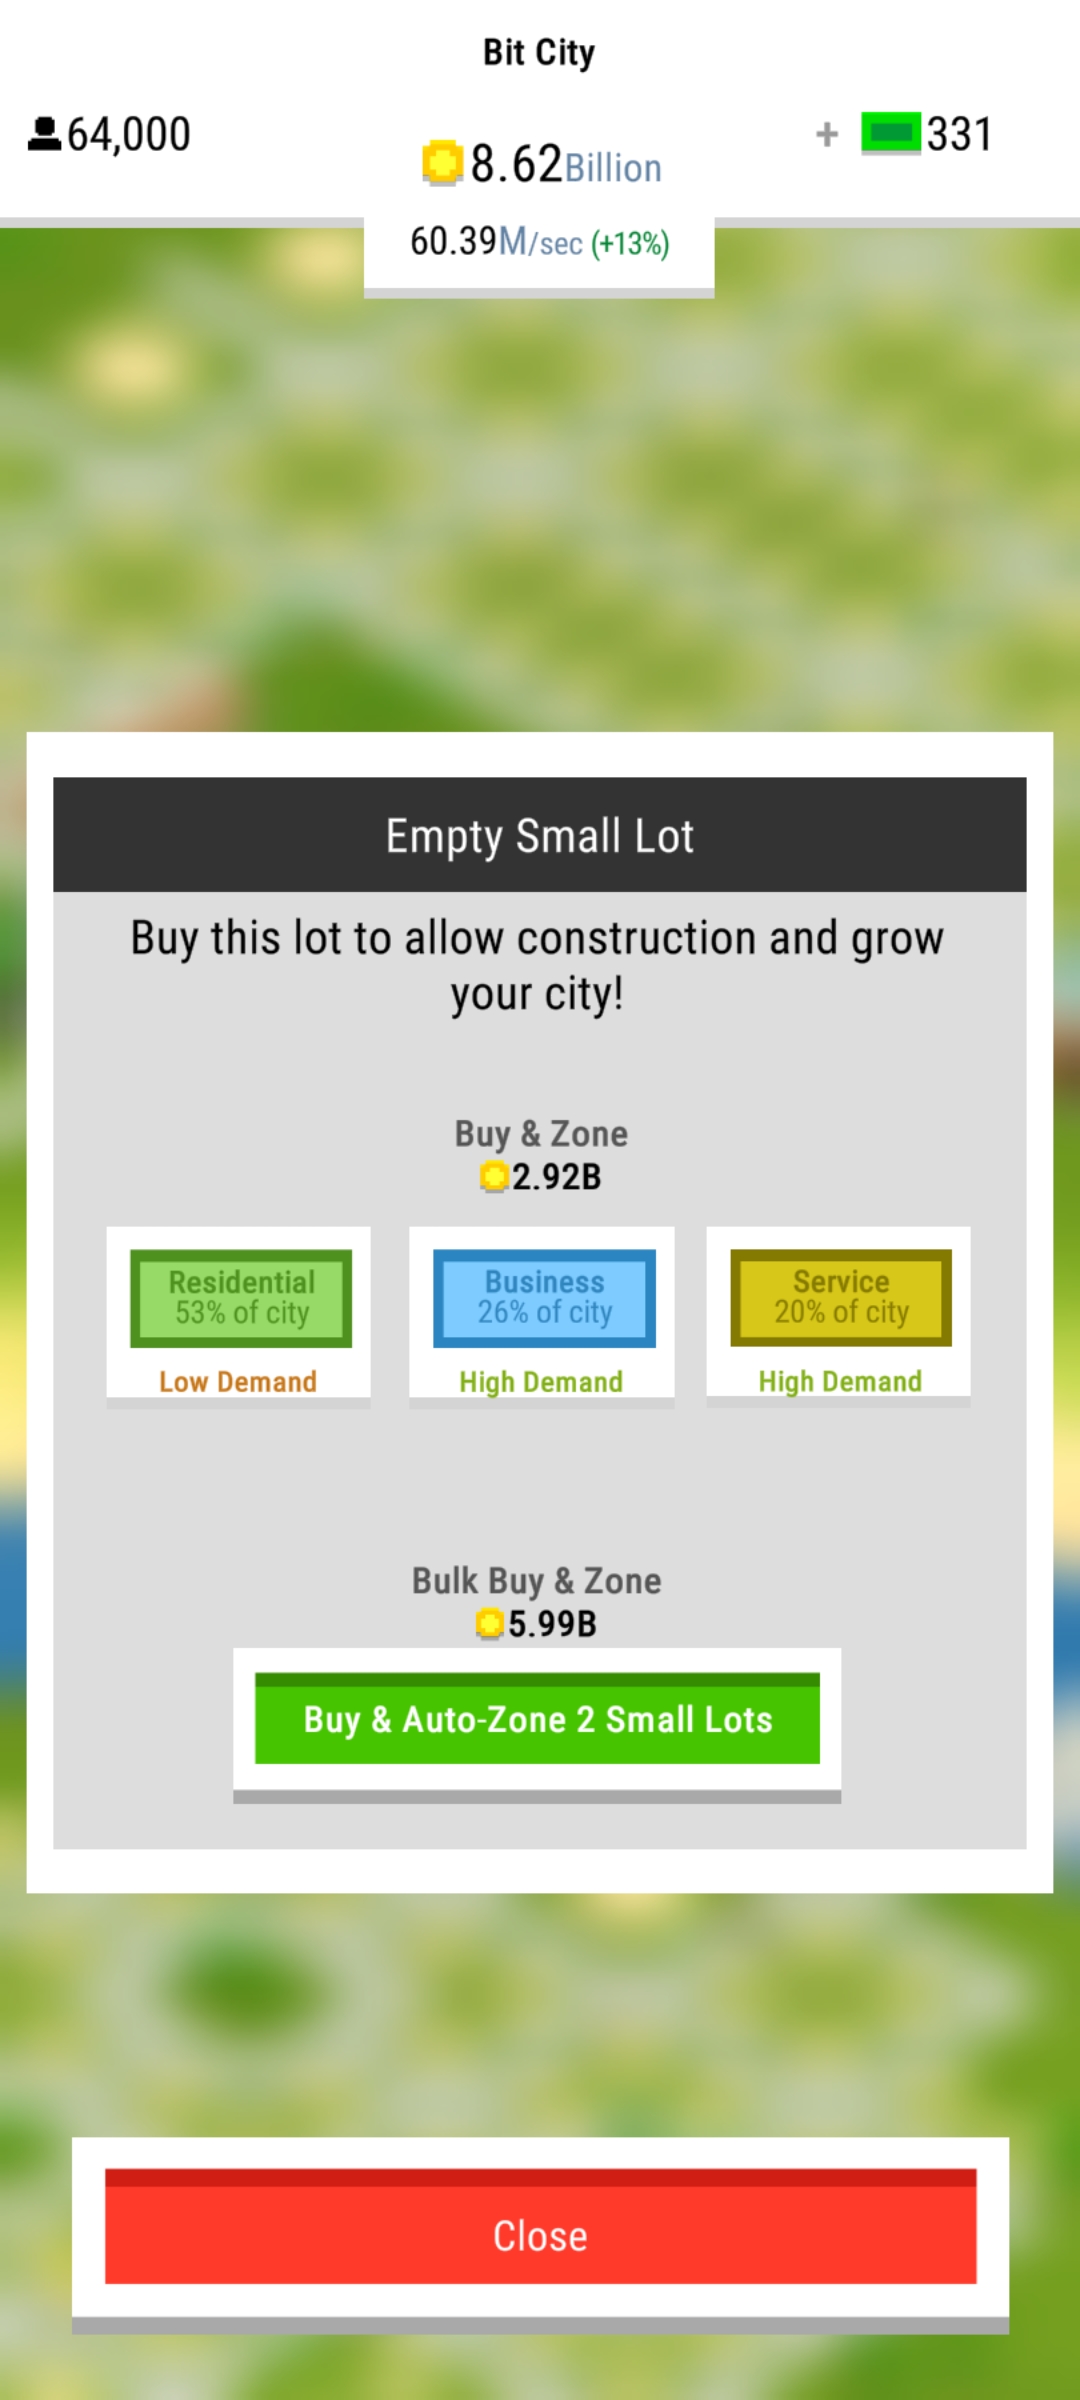 Bit City
64,000
8.62Billion
+ 331
60.39M/sec (+13%)
Empty Small Lot
Buy this lot to allow construction and grow
your city!
Buy & Zone
2.92B
Residential
53% of city
Low Demand
Business
26% of city
High Demand
Service
20% of city
High Demand
Bulk Buy & Zone
5.99B
Buy & Auto-Zone 2 Small Lots
Close